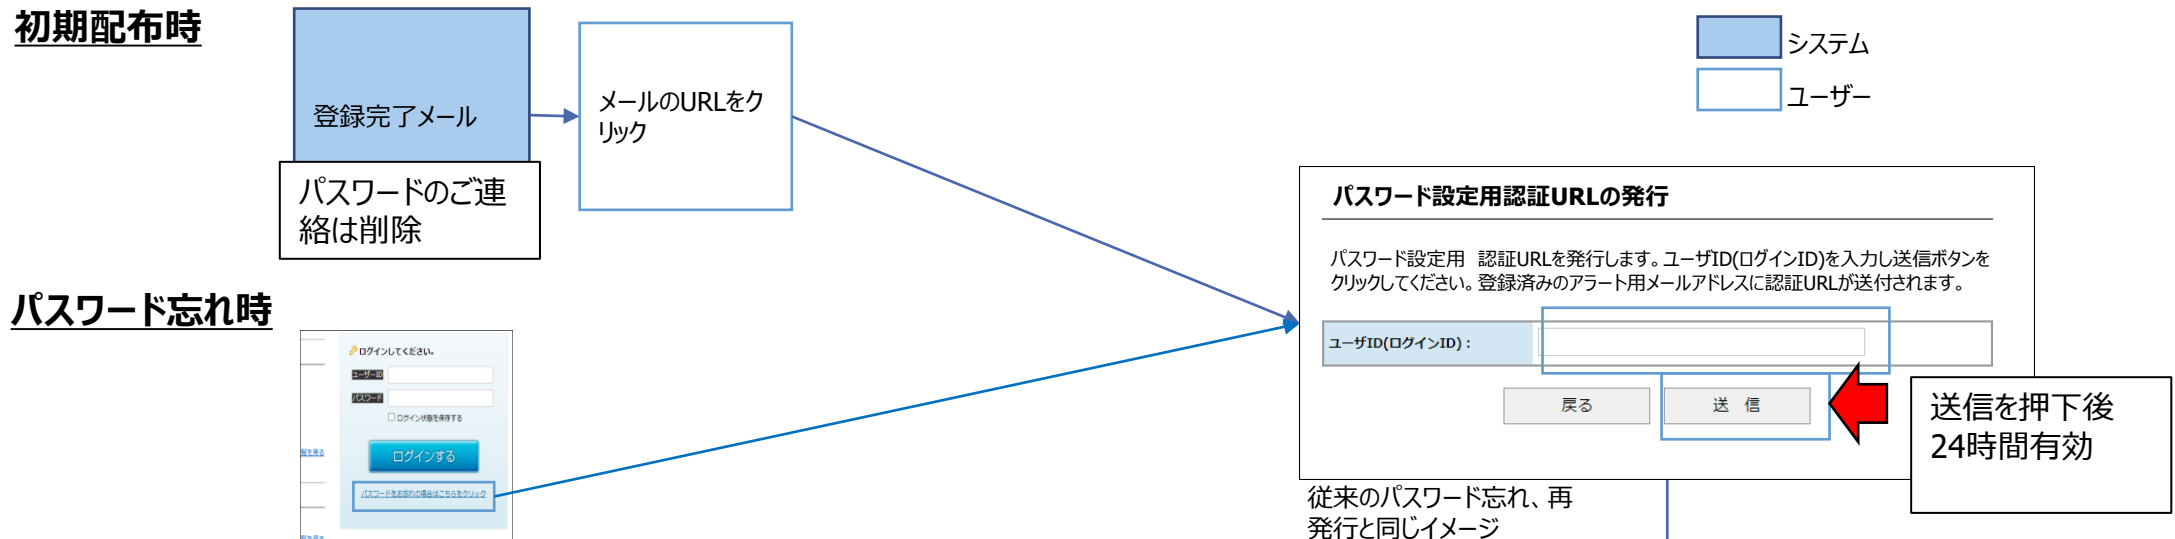 初期配布時
登録完了メール
パスワードのご連
絡は削除
メールのURLをク
リック
システム
ユーザー
パスワード設定用認証URLの発行
パスワード設定用　認証URLを発行します。ユーザID(ログインID)を入力し送信ボタンを
クリックしてください。登録済みのアラート用メールアドレスに認証URLが送付されます。
ユーザID(ログインID)：
戻る
送　信
送信を押下後
24時間有効
従来のパスワード忘れ、再
発行と同じイメージ
パスワード忘れ時
ログインしてください。
ユーザーID
パスワード
ログイン状態を保存する
ログインする
パスワードをお忘れの場合はこちらをクリック